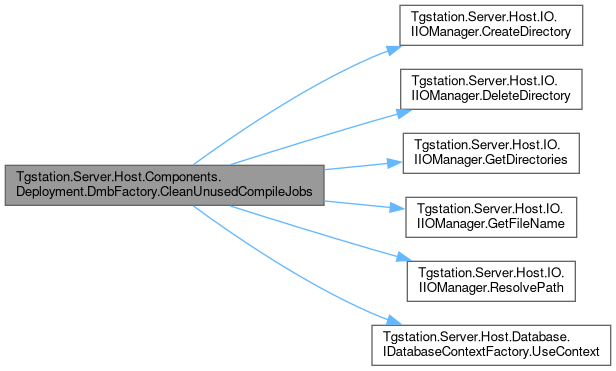 Tgstation.Server.Host.Components.
Deployment.DmbFactory.CleanUnusedCompileJobs
Tgstation.Server.Host.IO.
IIOManager.CreateDirectory
Tgstation.Server.Host.IO.
IIOManager.DeleteDirectory
Tgstation.Server.Host.IO.
IIOManager.GetDirectories
Tgstation.Server.Host.IO.
IIOManager.GetFileName
Tgstation.Server.Host.IO.
IIOManager.ResolvePath
Tgstation.Server.Host.Database.
IDatabaseContextFactory.UseContext